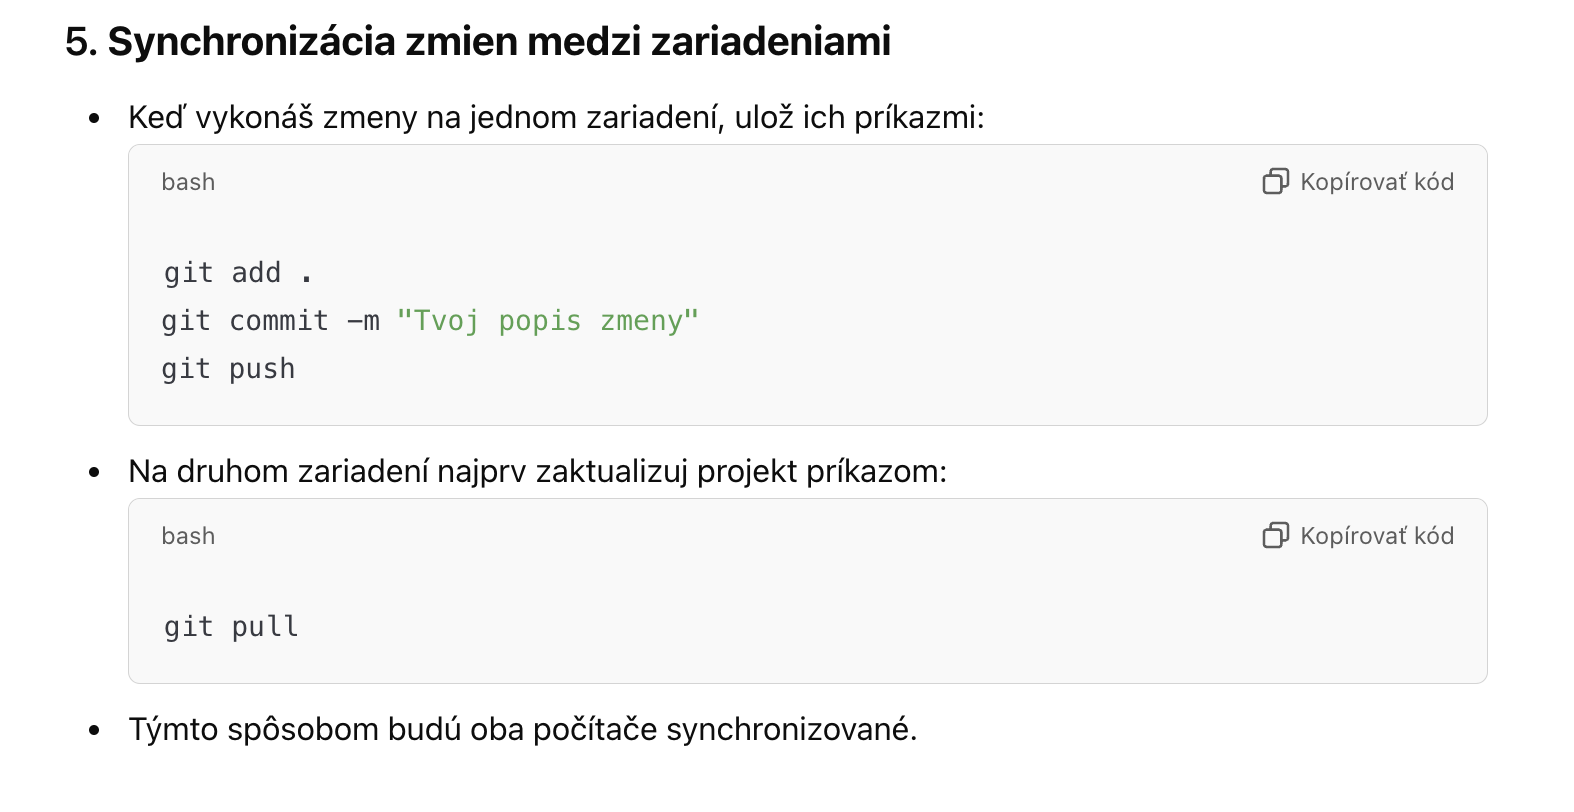 5. Synchronizácia zmien medzi zariadeniami
• Keď vykonáš zmeny na jednom zariadení, ulož ich príkazmi:
bash
Kopírovať kód
git add .
git commit -m "Tvoj popis zmeny"
git push
• Na druhom zariadení najprv zaktualizuj projekt príkazom:
bash
Kopírovať kód
git pull
• Týmto spôsobom budú oba počítače synchronizované.